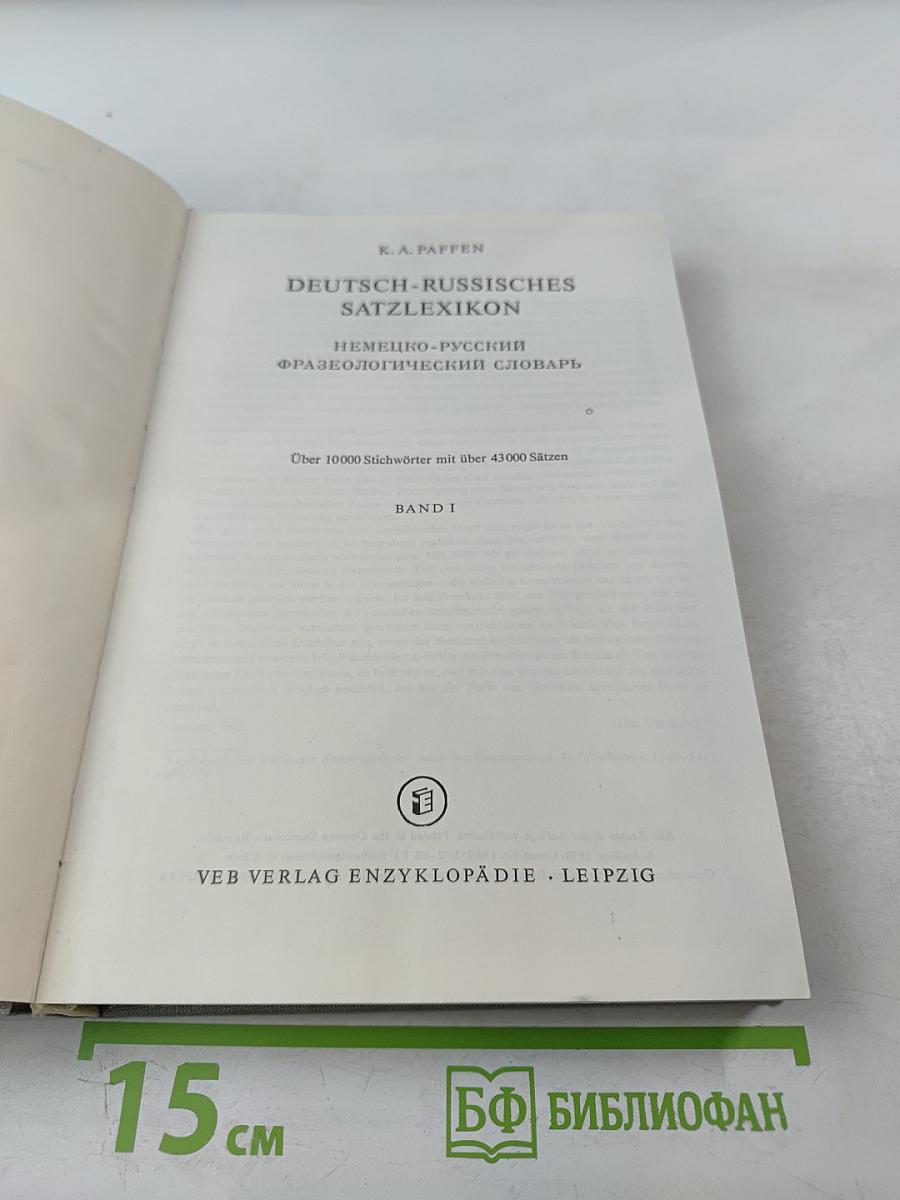 K. A. PAFFEN
DEUTSCH-RUSSISCHES
SATZLEXIKON
НЕМЕЦКО-РУССКИЙ
ФРАЗЕОЛОГИЧЕСКИЙ СЛОВАРЬ
Über 10000 Stichwörter mit über 43000 Sätzen
BAND I
VEB VERLAG ENZYKLOPÄDIE · LEIPZIG
15 см
БФ БИБЛИОФАН